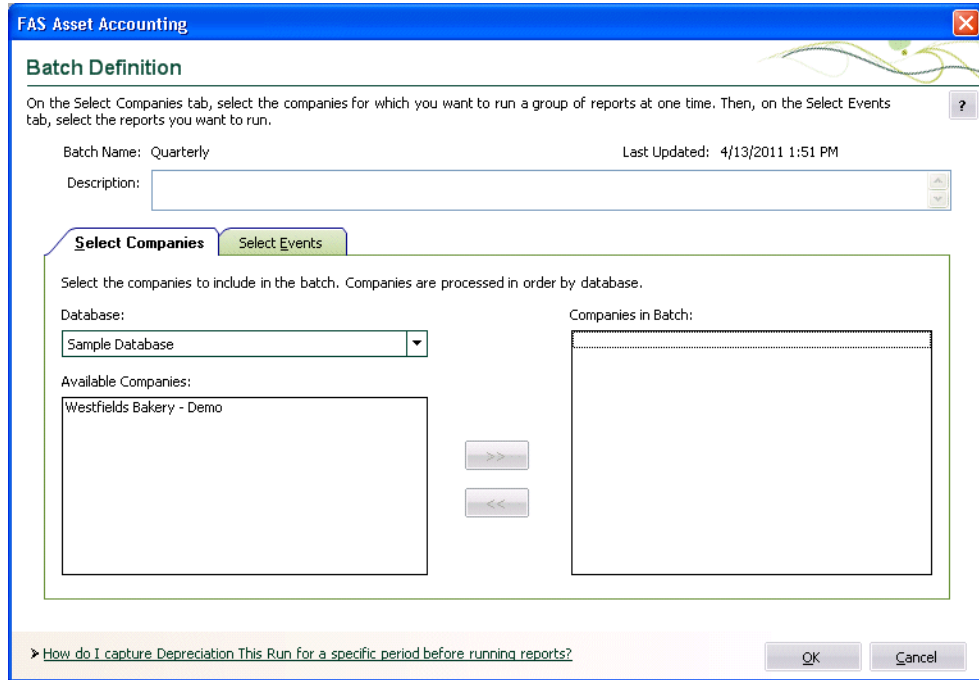 FAS Asset Accounting
Batch Definition
On the Select Companies tab, select the companies for which you want to run a group of reports at one time. Then, on the Select Events
tab, select the reports you want to run.
?
Batch Name: Quarterly
Last Updated: 4/13/2011 1:51 PM
Description:
Select Companies
Select Events
Select the companies to include in the batch. Companies are processed in order by database.
Database:
Companies in Batch:
Sample Database
Available Companies:
Westfields Bakery - Demo
>>
<<
How do I capture Depreciation This Run for a specific period before running reports?
OK
Cancel